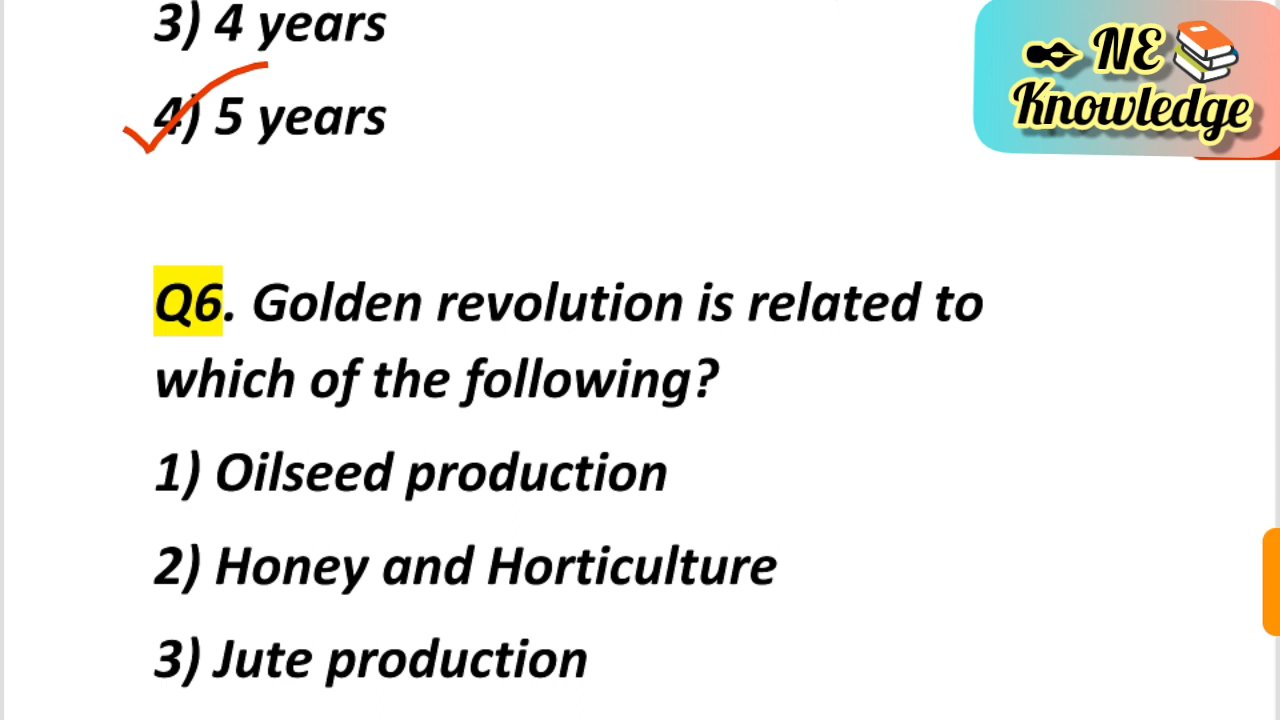 3) 4 years
4) 5 years
NE
Knowledge
Q6. Golden revolution is related to
which of the following?
1) Oilseed production
2) Honey and Horticulture
3) Jute production